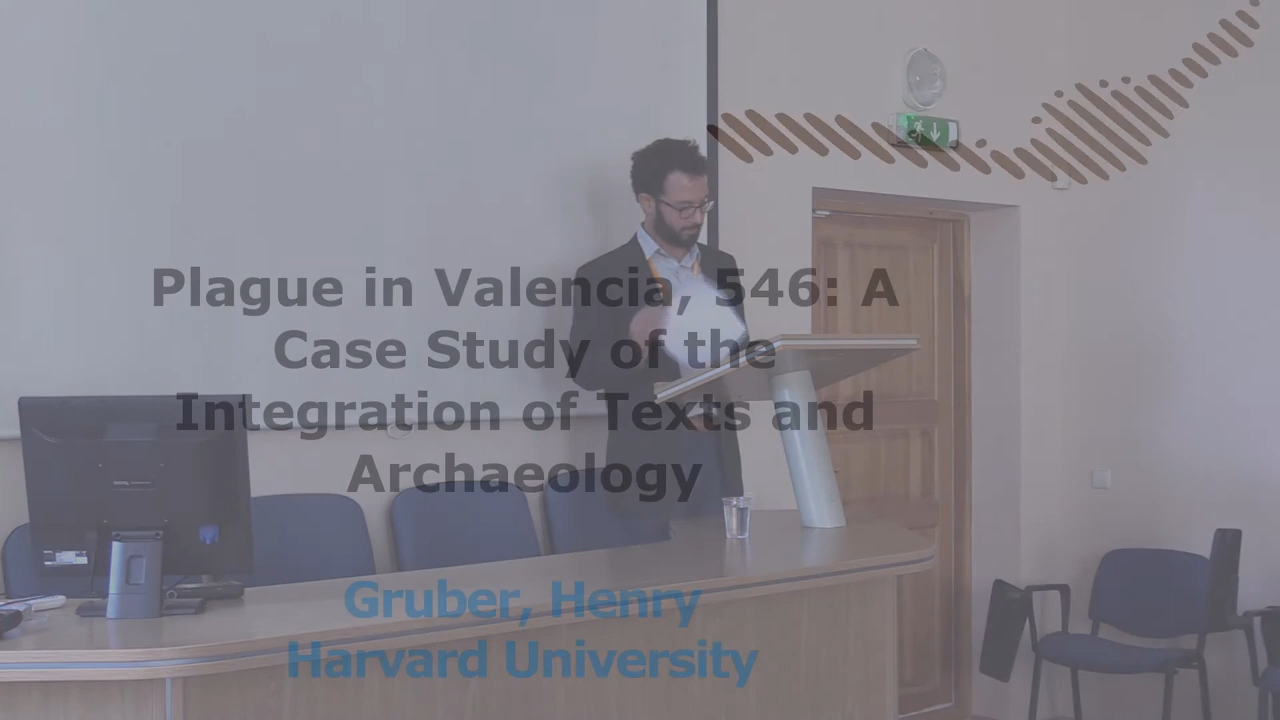 Plague in Valencia, 546: A
Case Study of the
Integration of Texts and
Archaeology
Gruber, Henry
Harvard University